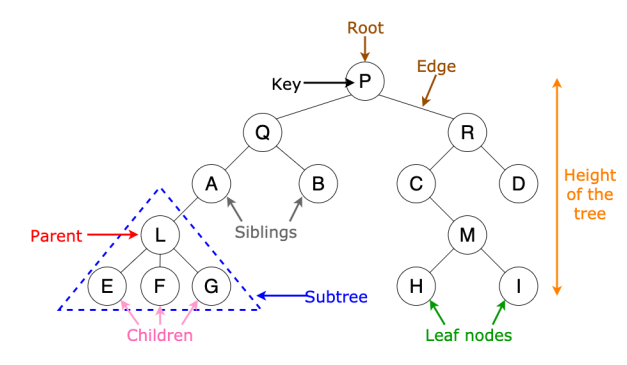 Root
Edge
Key
P
Q
R
A
B
C
D
Height
of the
tree
Siblings
Parent
L
M
E
F
G
H
I
Subtree
Children
Leaf nodes